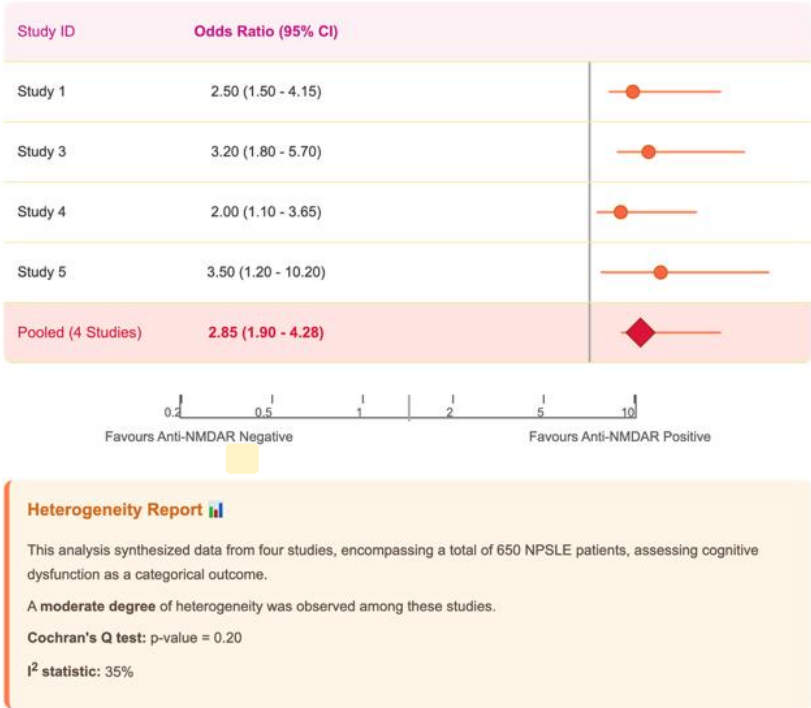 Study ID Odds Ratio (95% CI)
Study 1 2.50 (1.50 - 4.15)
Study 3 3.20 (1.80 - 5.70)
Study 4 2.00 (1.10 - 3.65)
Study 5 3.50 (1.20 - 10.20)
Pooled (4 Studies) 2.85 (1.90 - 4.28)
0.2 0.5 1 2 5 10
Favours Anti-NMDAR Negative Favours Anti-NMDAR Positive
Heterogeneity Report 📊
This analysis synthesized data from four studies, encompassing a total of 650 NPSLE patients, assessing cognitive
dysfunction as a categorical outcome.
A moderate degree of heterogeneity was observed among these studies.
Cochran's Q test: p-value = 0.20
I² statistic: 35%